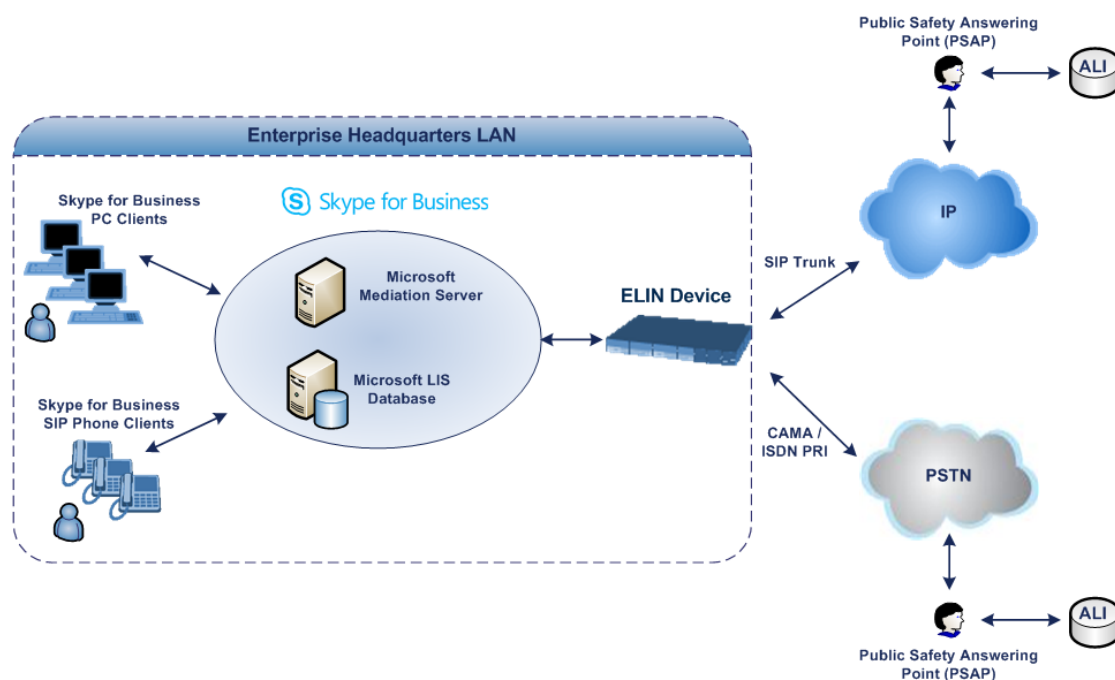 Public Safety Answering
Point (PSAP)
ALI
Enterprise Headquarters LAN
Skype for Business
PC Clients
S Skype for Business
IP
Microsoft
Mediation Server
SIP Trunk
ELIN Device
Microsoft LIS
Database
Skype for Business
SIP Phone Clients
CAMA /
ISDN PRI
PSTN
ALI
Public Safety Answering
Point (PSAP)